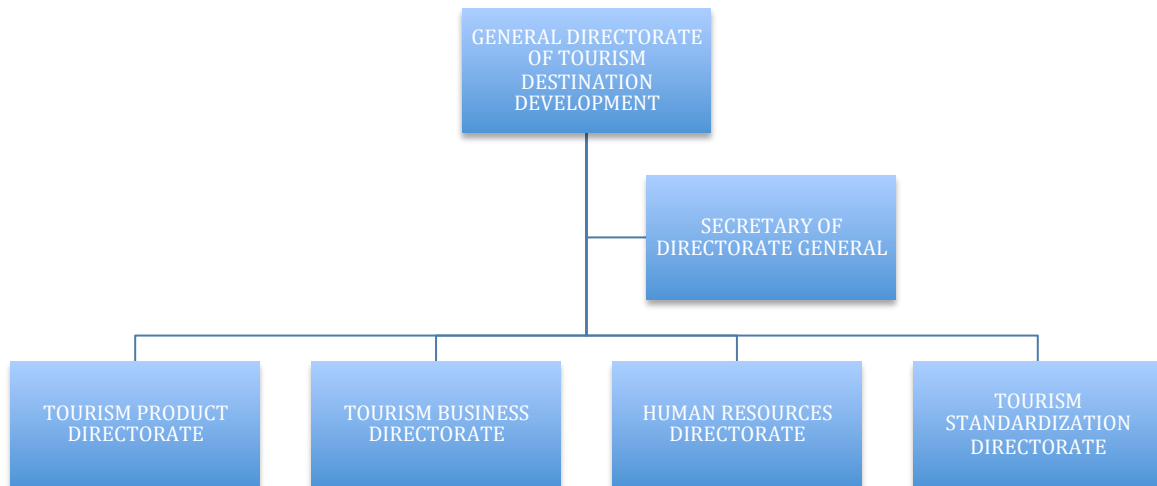 GENERAL DIRECTORATE
OF TOURISM
DESTINATION
DEVELOPMENT
SECRETARY OF
DIRECTORATE GENERAL
TOURISM PRODUCT
DIRECTORATE
TOURISM BUSINESS
DIRECTORATE
HUMAN RESOURCES
DIRECTORATE
TOURISM
STANDARDIZATION
DIRECTORATE